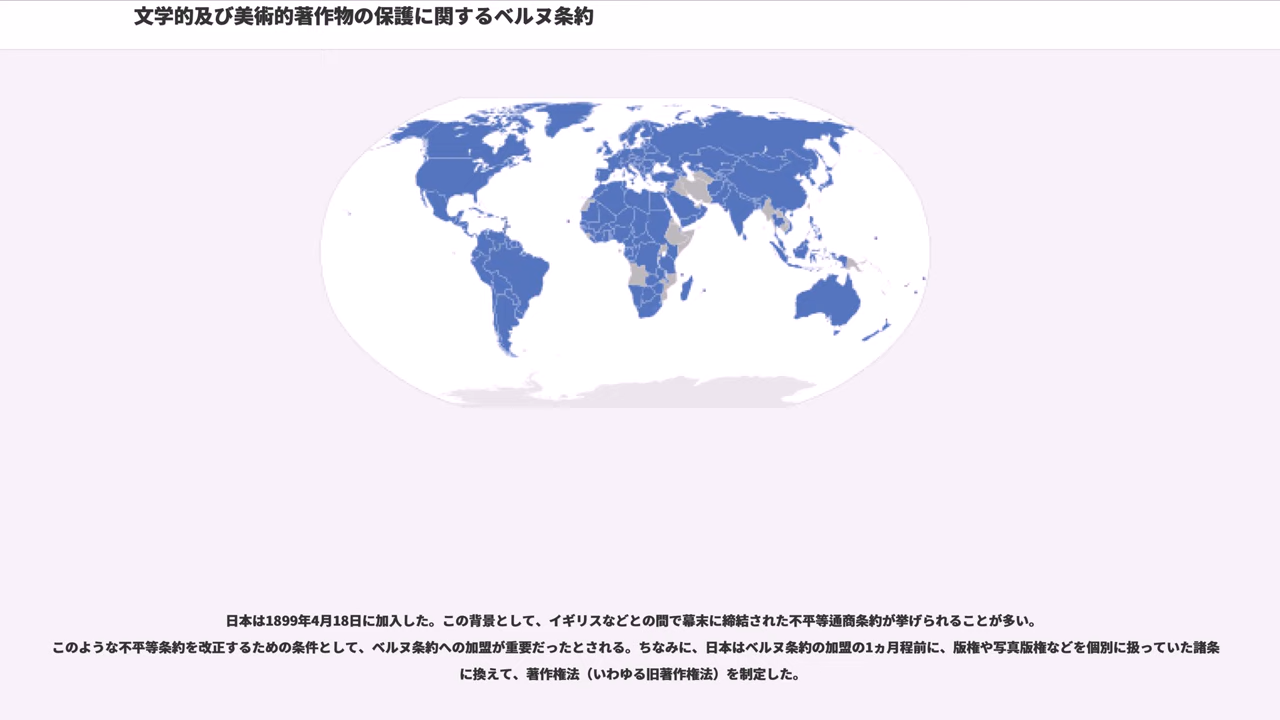 文学的及び美術的著作物の保護に関するベルヌ条約
日本は1899年4月18日に加入した。この背景として、イギリスなどとの間で幕末に締結された不平等通商条約が挙げられることが多い。
このような不平等条約を改正するための条件として、ベルヌ条約への加盟が重要だったとされる。ちなみに、日本はベルヌ条約の加盟の1ヵ月程前に、版権や写真版権などを個別に扱っていた諸条
に換えて、著作権法（いわゆる旧著作権法）を制定した。